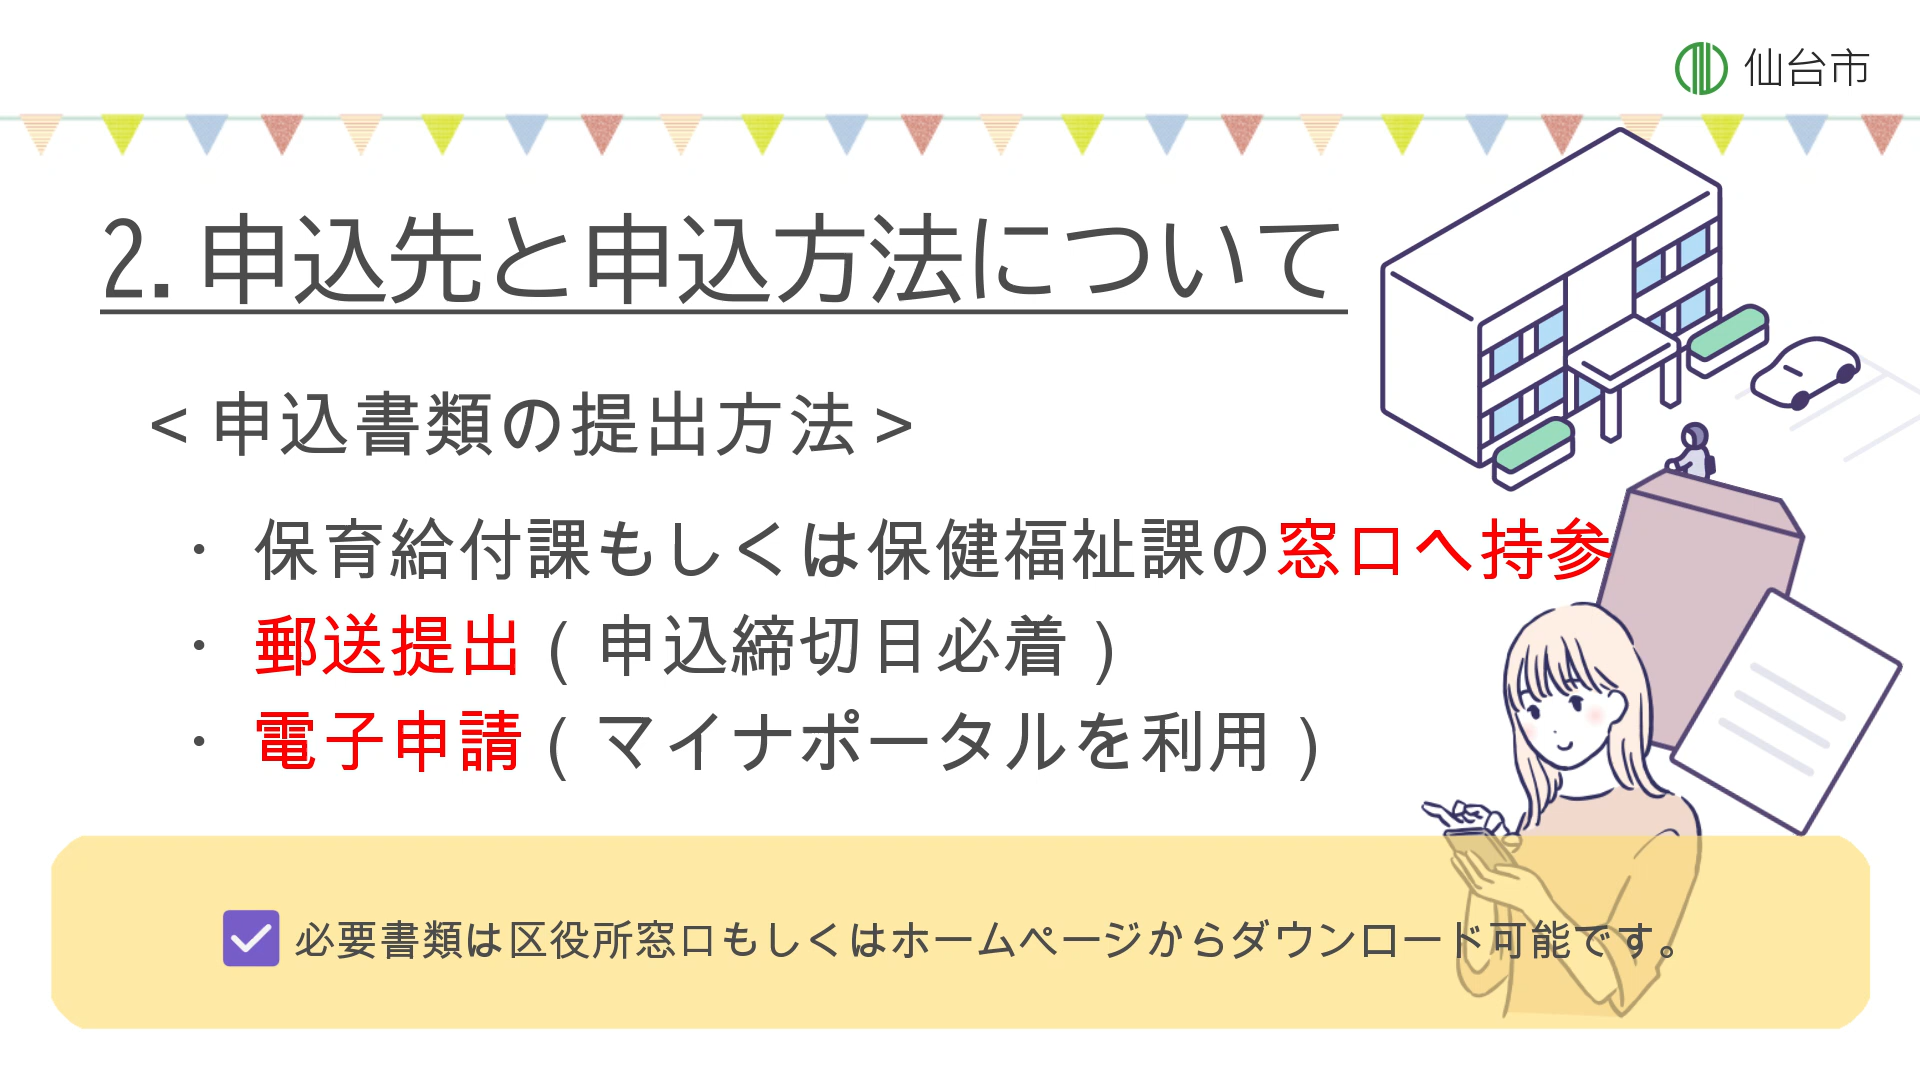 仙台市
2.申込先と申込方法について
<申込書類の提出方法>
・ 保育給付課もしくは保健福祉課の窓口へ持参
・ 郵送提出(申込締切日必着)
・ 電子申請(マイナポータルを利用)
必要書類は区役所窓口もしくはホームページからダウンロード可能です。